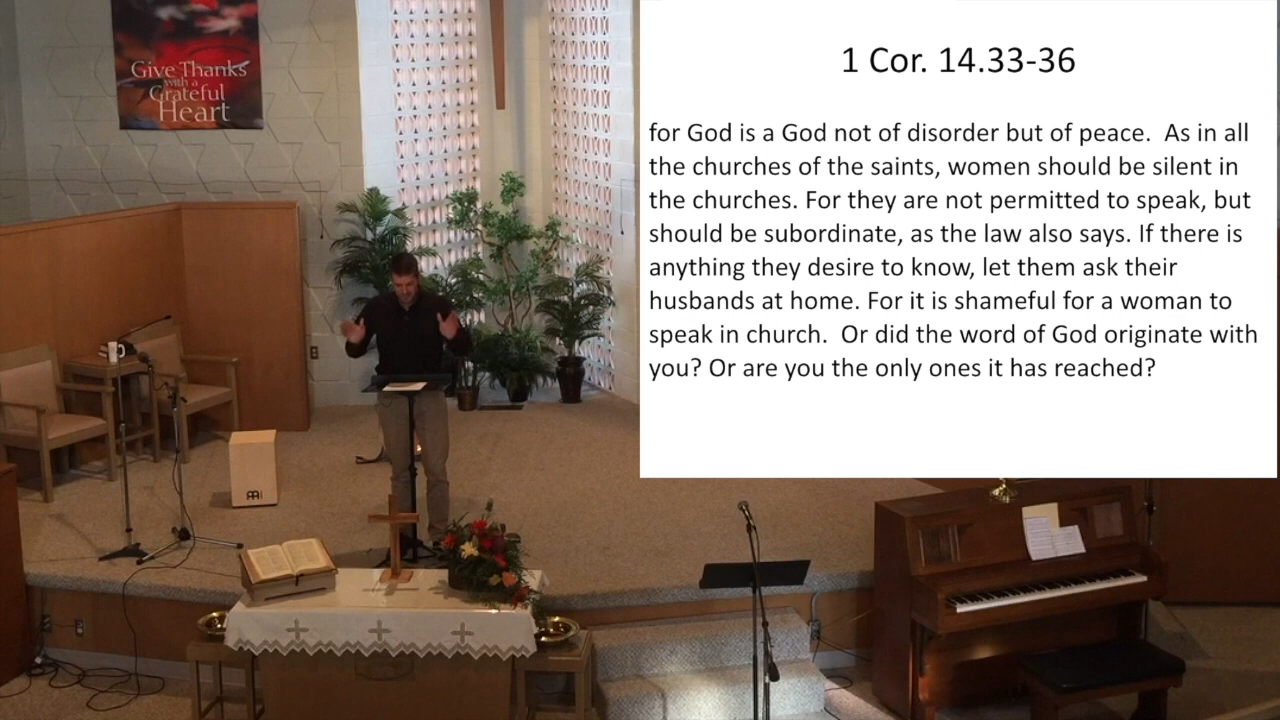 Give Thanks
with a
Grateful
Heart
1 Cor. 14.33-36
for God is a God not of disorder but of peace.  As in all
the churches of the saints, women should be silent in
the churches. For they are not permitted to speak, but
should be subordinate, as the law also says. If there is
anything they desire to know, let them ask their
husbands at home. For it is shameful for a woman to
speak in church.  Or did the word of God originate with
you? Or are you the only ones it has reached?